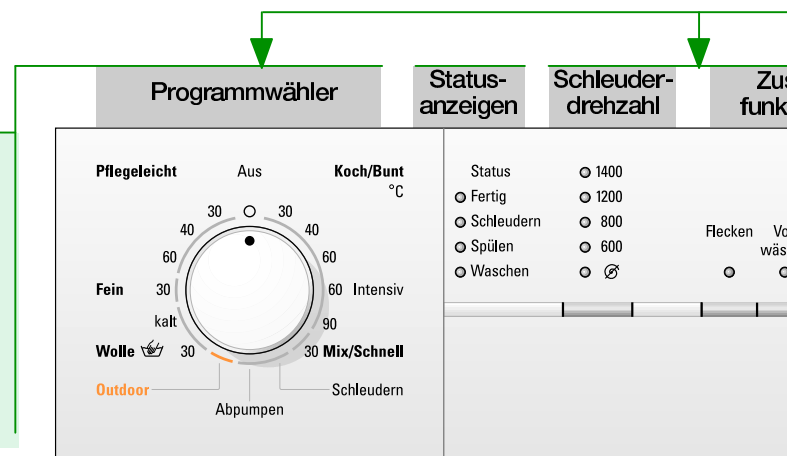 Programmwähler
Status-
anzeigen
Schleuder-
drehzahl
Pflegeleicht
Aus
Koch/Bunt
°C
30
30
40
40
60
60
Fein
30
60
Intensiv
kalt
90
Wolle
30
30
Mix/Schnell
Outdoor
Schleudern
Abpumpen
Status
Fertig
Schleudern
Spülen
Waschen
1400
1200
800
600
Flecken